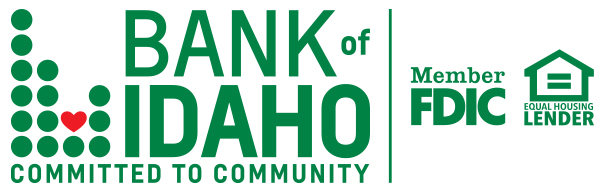 BANK of
IDAHO
COMMITTED TO COMMUNITY
Member
FDIC
EQUAL HOUSING
LENDER